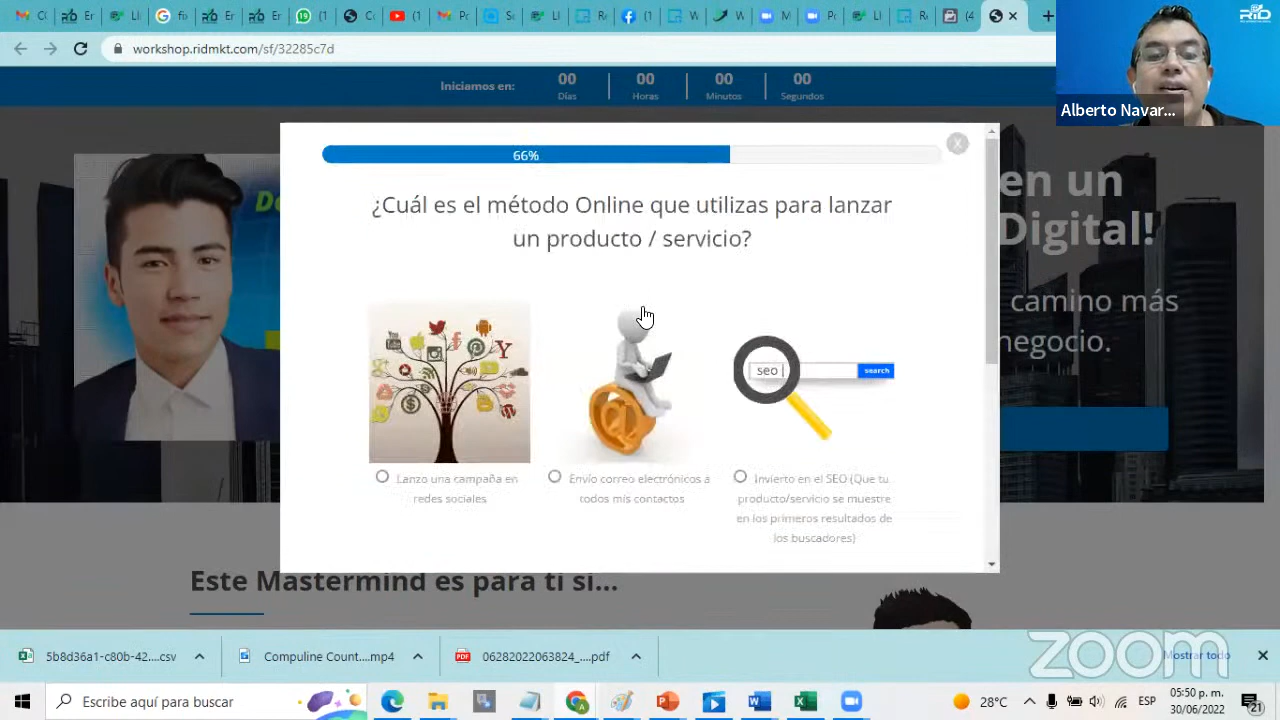 workshop.ridmkt.com/sf/32285c7d
RID
Alberto Navar...
Iniciamos en:
00
Días
00
Horas
00
Minutos
00
Segundos
X
66%
¿Cuál es el método Online que utilizas para lanzar
un producto / servicio?
seo
search
Lanzo una campaña en
redes sociales
Envío correo electrónicos a
todos mis contactos
Invierto en el SEO (Que tu
producto/servicio se muestre
en los primeros resultados de
los buscadores)
en un
Digital!
camino más
negocio.
Este Mastermind es para ti si...
5b8d36a1-c80b-42....csv
Compuline Count....mp4
06282022063824_....pdf
Mostrar todo
zoom
Escribe aquí para buscar
28°C
ESP
05:50 p. m.
30/06/2022
21